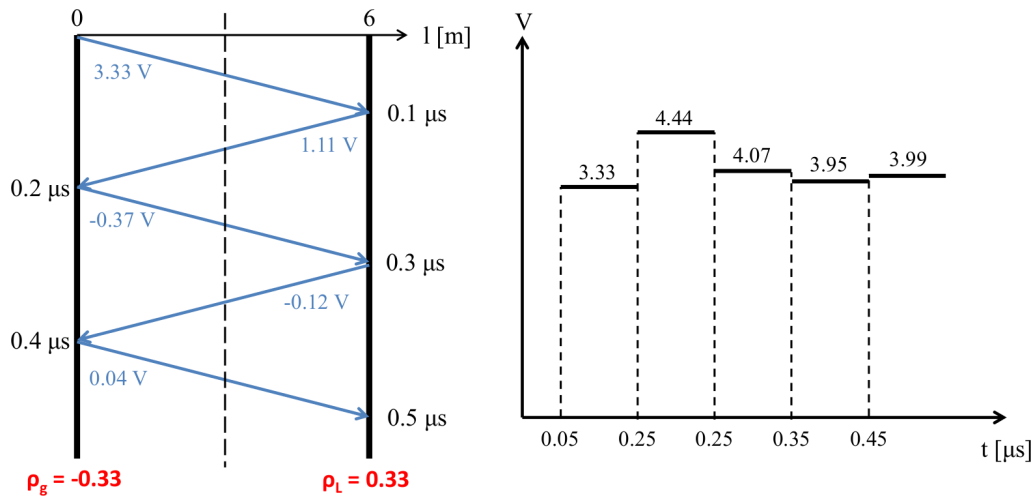 0
6
l [m]
3.33 V
0.1 μs
1.11 V
0.2 μs
-0.37 V
0.3 μs
-0.12 V
0.4 μs
0.04 V
0.5 μs
ρg = -0.33
ρL = 0.33
V
3.33
4.44
4.07
3.95
3.99
0.05
0.25
0.25
0.35
0.45
t [μs]